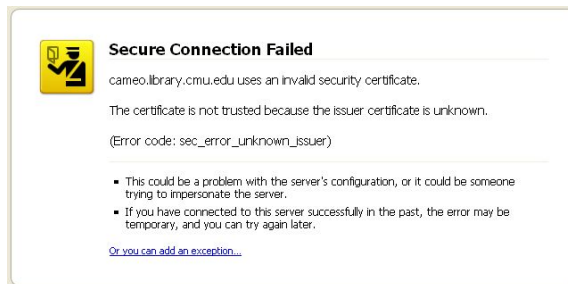 Secure Connection Failed
cameo.library.cmu.edu uses an invalid security certificate.
The certificate is not trusted because the issuer certificate is unknown.
(Error code: sec_error_unknown_issuer)
▪ This could be a problem with the server's configuration, or it could be someone
trying to impersonate the server.
▪ If you have connected to this server successfully in the past, the error may be
temporary, and you can try again later.
Or you can add an exception...